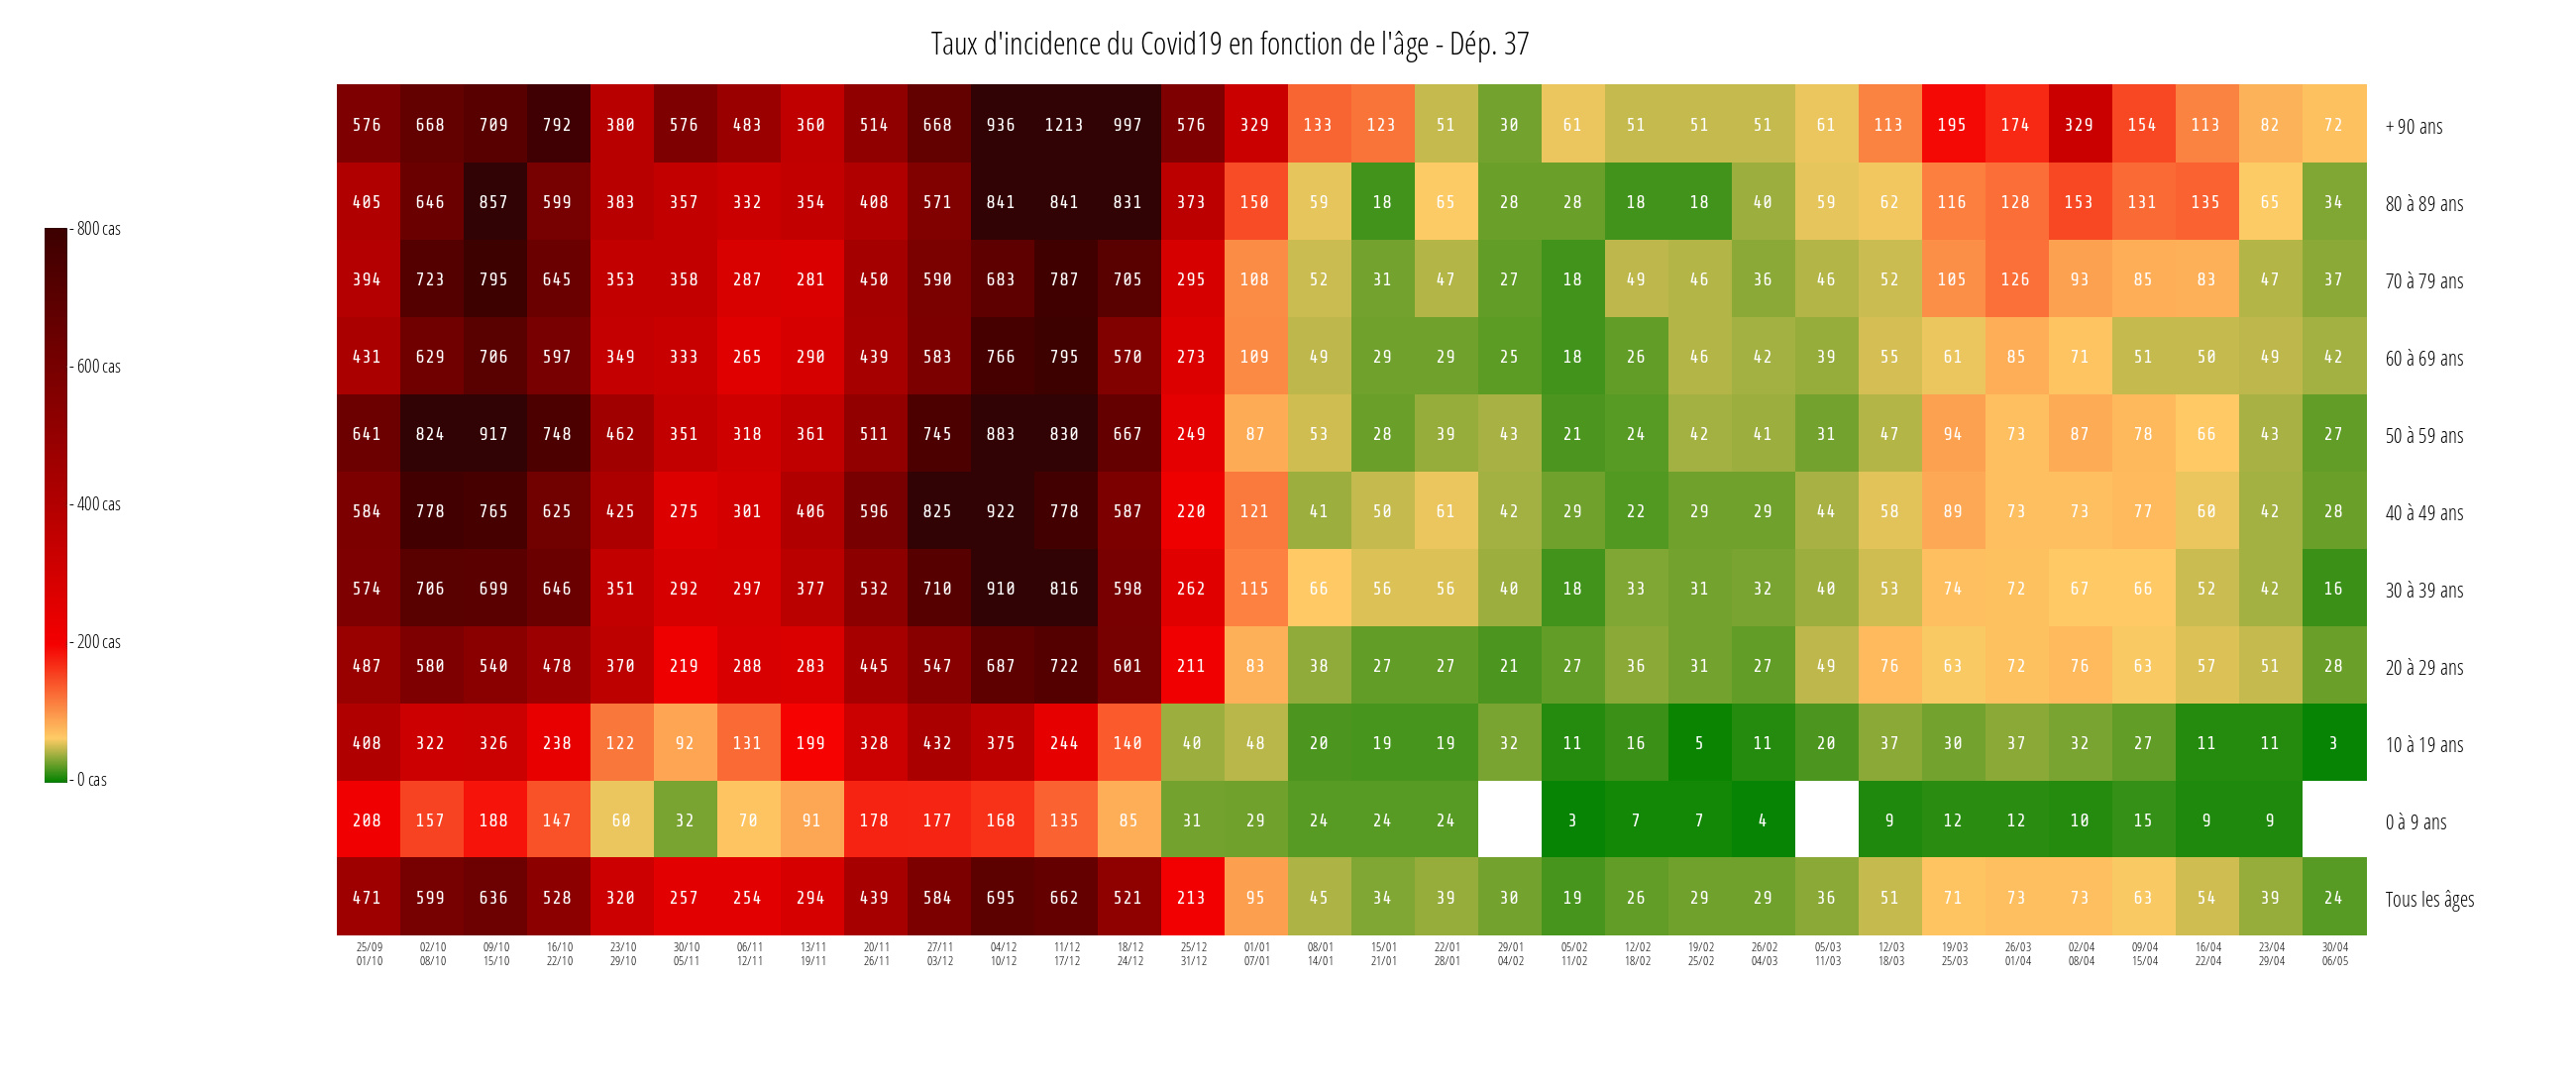 Taux d'incidence du Covid19 en fonction de l'âge - Dép. 37
- 800 cas
- 600 cas
- 400 cas
- 200 cas
- 0 cas
576 668 709 792 380 576 483 360 514 668 936 1213 997 576 329 133 123 51 30 61 51 51 51 61 113 195 174 329 154 113 82 72 + 90 ans
405 646 857 599 383 357 332 354 408 571 841 841 831 373 150 59 18 65 28 28 18 18 40 59 62 116 128 153 131 135 65 34 80 à 89 ans
394 723 795 645 353 358 287 281 450 590 683 787 705 295 108 52 31 47 27 18 49 46 36 46 52 105 126 93 85 83 47 37 70 à 79 ans
431 629 706 597 349 333 265 290 439 583 766 795 570 273 109 49 29 29 25 18 26 46 42 39 55 61 85 71 51 50 49 42 60 à 69 ans
641 824 917 748 462 351 318 361 511 745 883 830 667 249 87 53 28 39 43 21 24 42 41 31 47 94 73 87 78 66 43 27 50 à 59 ans
584 778 765 625 425 275 301 406 596 825 922 778 587 220 121 41 50 61 42 29 22 29 29 44 58 89 73 73 77 60 42 28 40 à 49 ans
574 706 699 646 351 292 297 377 532 710 910 816 598 262 115 66 56 56 40 18 33 31 32 40 53 74 72 67 66 52 42 16 30 à 39 ans
487 580 540 478 370 219 288 283 445 547 687 722 601 211 83 38 27 27 21 27 36 31 27 49 76 63 72 76 63 57 51 28 20 à 29 ans
408 322 326 238 122 92 131 199 328 432 375 244 140 40 48 20 19 19 32 11 16 5 11 20 37 30 37 32 27 11 11 3 10 à 19 ans
208 157 188 147 60 32 70 91 178 177 168 135 85 31 29 24 24 24 3 7 7 4 9 12 12 10 15 9 9 0 à 9 ans
471 599 636 528 320 257 254 294 439 584 695 662 521 213 95 45 34 39 30 19 26 29 29 36 51 71 73 73 63 54 39 24 Tous les âges
25/09 02/10 09/10 16/10 23/10 30/10 06/11 13/11 20/11 27/11 04/12 11/12 18/12 25/12 01/01 08/01 15/01 22/01 29/01 05/02 12/02 19/02 26/02 05/03 12/03 19/03 26/03 02/04 09/04 16/04 23/04 30/04
01/10 08/10 15/10 22/10 29/10 05/11 12/11 19/11 26/11 03/12 10/12 17/12 24/12 31/12 07/01 14/01 21/01 28/01 04/02 11/02 18/02 25/02 04/03 11/03 18/03 25/03 01/04 08/04 15/04 22/04 29/04 06/05